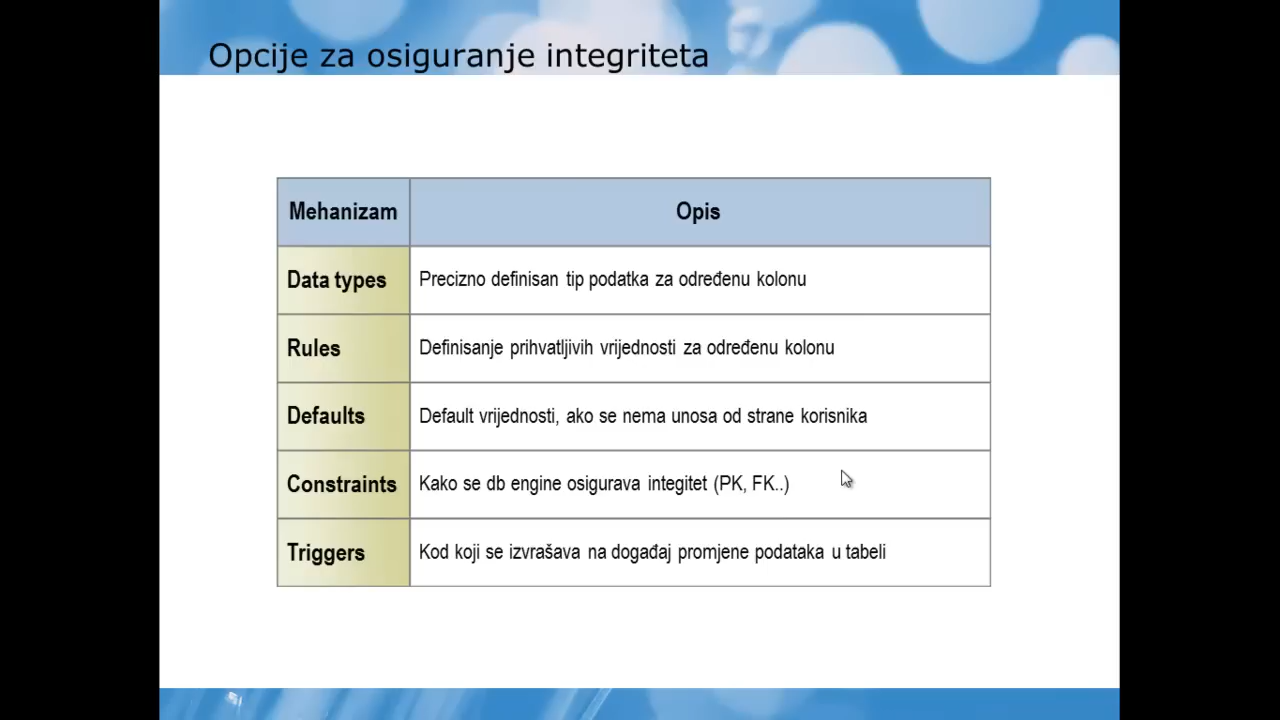 Opcije za osiguranje integriteta
Mehanizam Opis
Data types Precizno definisan tip podatka za određenu kolonu
Rules Definisanje prihvatljivih vrijednosti za određenu kolonu
Defaults Default vrijednosti, ako se nema unosa od strane korisnika
Constraints Kako se db engine osigurava integitet (PK, FK..)
Triggers Kod koji se izvrašava na događaj promjene podataka u tabeli